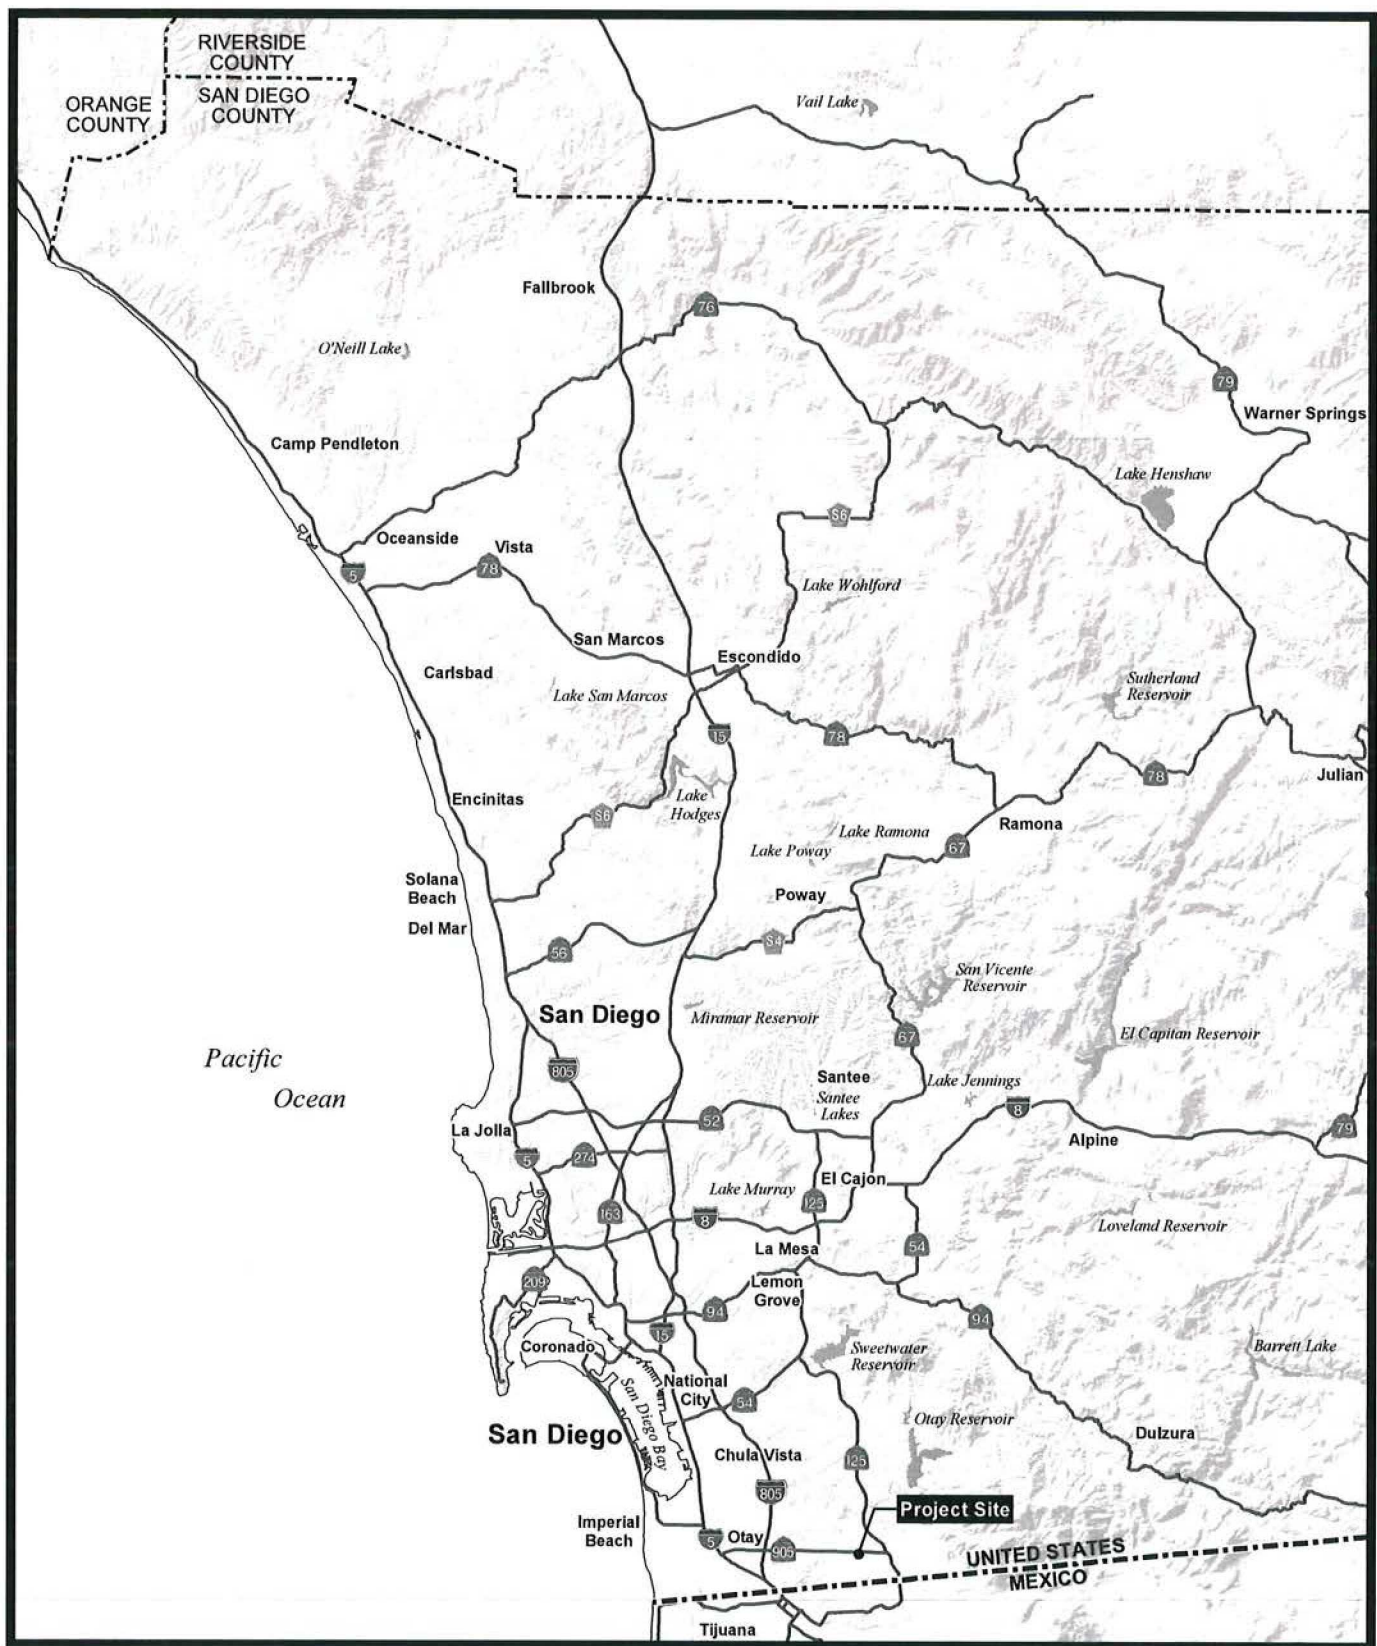 RIVERSIDE
COUNTY
SAN DIEGO
COUNTY
ORANGE
COUNTY
Vail Lake
Fallbrook
76
O'Neill Lake
79
Warner Springs
Camp Pendleton
Lake Henshaw
S6
Oceanside
Vista
78
5
Lake Wohlford
San Marcos
Escondido
Carlsbad
Lake San Marcos
Sutherland
Reservoir
15
78
78
Julian
Encinitas
Lake
Hodges
S6
Lake Ramona
Ramona
67
Lake Poway
Solana
Beach
Poway
Del Mar
S4
56
San Vicente
Reservoir
San Diego
Miramar Reservoir
El Capitan Reservoir
67
Pacific
Ocean
805
Santee
Santee
Lakes
Lake Jennings
8
52
La Jolla
Alpine
79
5
274
El Cajon
Lake Murray
125
163
8
Loveland Reservoir
54
La Mesa
209
Lemon
Grove
94
94
15
Coronado
Sweetwater
Reservoir
Barrett Lake
National
City
54
San Diego Bay
Otay Reservoir
San Diego
Dulzura
Chula Vista
125
805
Project Site
Imperial
Beach
5
Otay
905
UNITED STATES
MEXICO
Tijuana